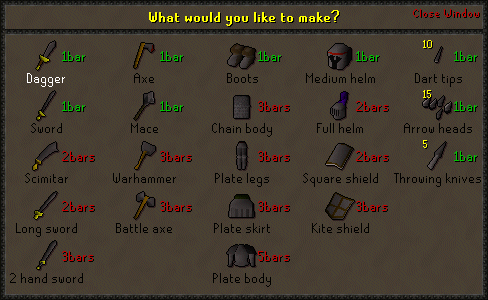 What would you like to make?
Close Window
1bar 1bar 1bar 1bar 10 1bar
Dagger Axe Boots Medium helm Dart tips
1bar 1bar 3bars 2bars 15 1bar
Sword Mace Chain body Full helm Arrow heads
2bars 3bars 3bars 2bars 5 1bar
Scimitar Warhammer Plate legs Square shield Throwing knives
2bars 3bars 3bars 3bars
Long sword Battle axe Plate skirt Kite shield
3bars 5bars
2 hand sword Plate body